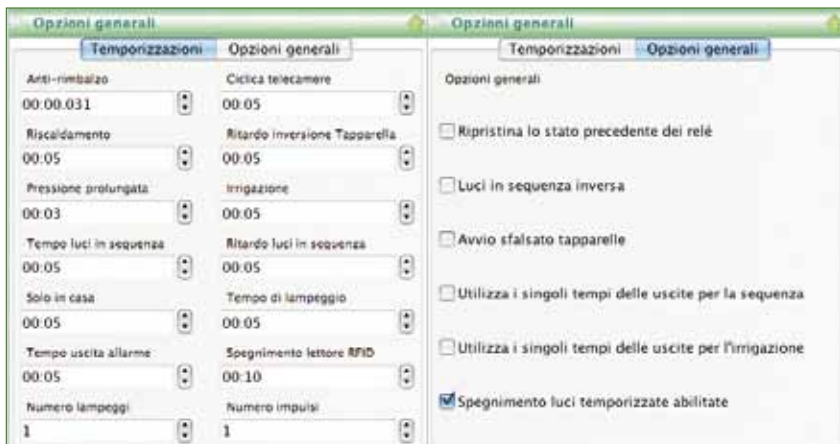 Opzioni generali
Temporizzazioni Opzioni generali
Anti-rimbalzo Ciclica telecamere
00:00.031 00:05
Riscaldamento Ritardo inversione Tapparella
00:05 00:05
Pressione prolungata Irrigazione
00:03 00:05
Tempo luci in sequenza Ritardo luci in sequenza
00:05 00:05
Solo in casa Tempo di lampeggio
00:05 00:05
Tempo uscita allarme Spegnimento lettore RFID
00:05 00:10
Numero lampeggi Numero impulsi
1 1
Opzioni generali
Temporizzazioni Opzioni generali
Opzioni generali
Ripristina lo stato precedente dei relé
Luci in sequenza inversa
Avvio sfalsato tapparelle
Utilizza i singoli tempi delle uscite per la sequenza
Utilizza i singoli tempi delle uscite per l'irrigazione
Spegnimento luci temporizzate abilitate